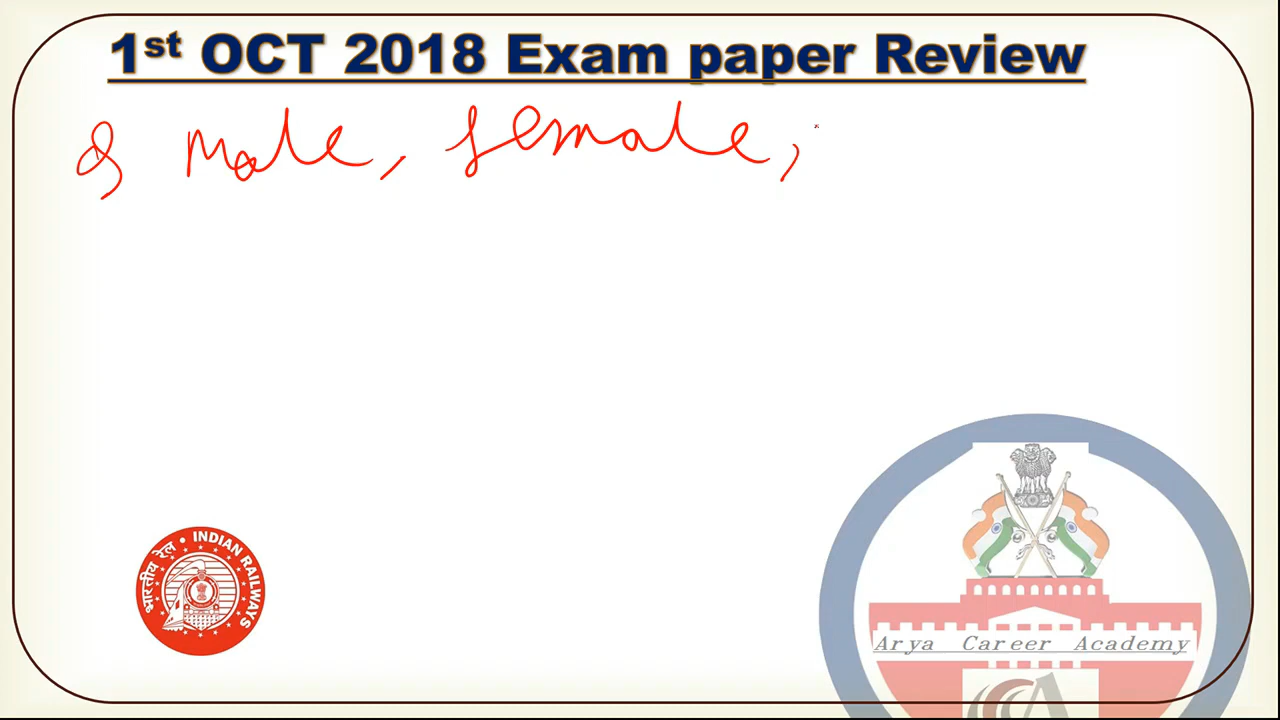 1st OCT 2018 Exam paper Review
Q Male, female,
भारतीय रेल • INDIAN RAILWAYS
Arya Career Academy